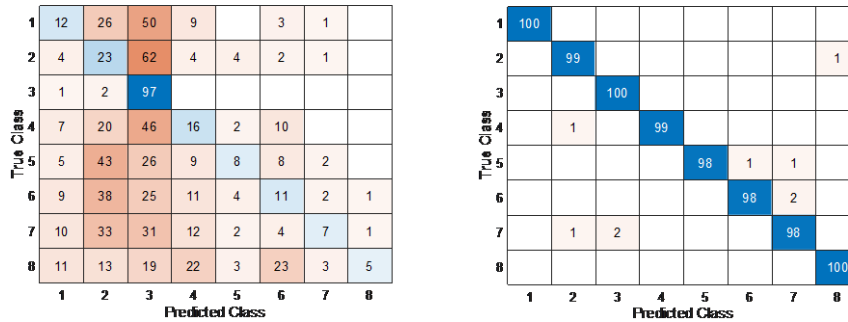 1 12 26 50 9 3 1
2 4 23 62 4 4 2 1
3 1 2 97
4 7 20 46 16 2 10
5 5 43 26 9 8 8 2
6 9 38 25 11 4 11 2 1
7 10 33 31 12 2 4 7 1
8 11 13 19 22 3 23 3 5
1 2 3 4 5 6 7 8
Predicted Class
True Class
1 100
2 99 1
3 100
4 1 99
5 98 1 1
6 98 2
7 1 2 98
8 100
1 2 3 4 5 6 7 8
Predicted Class
True Class